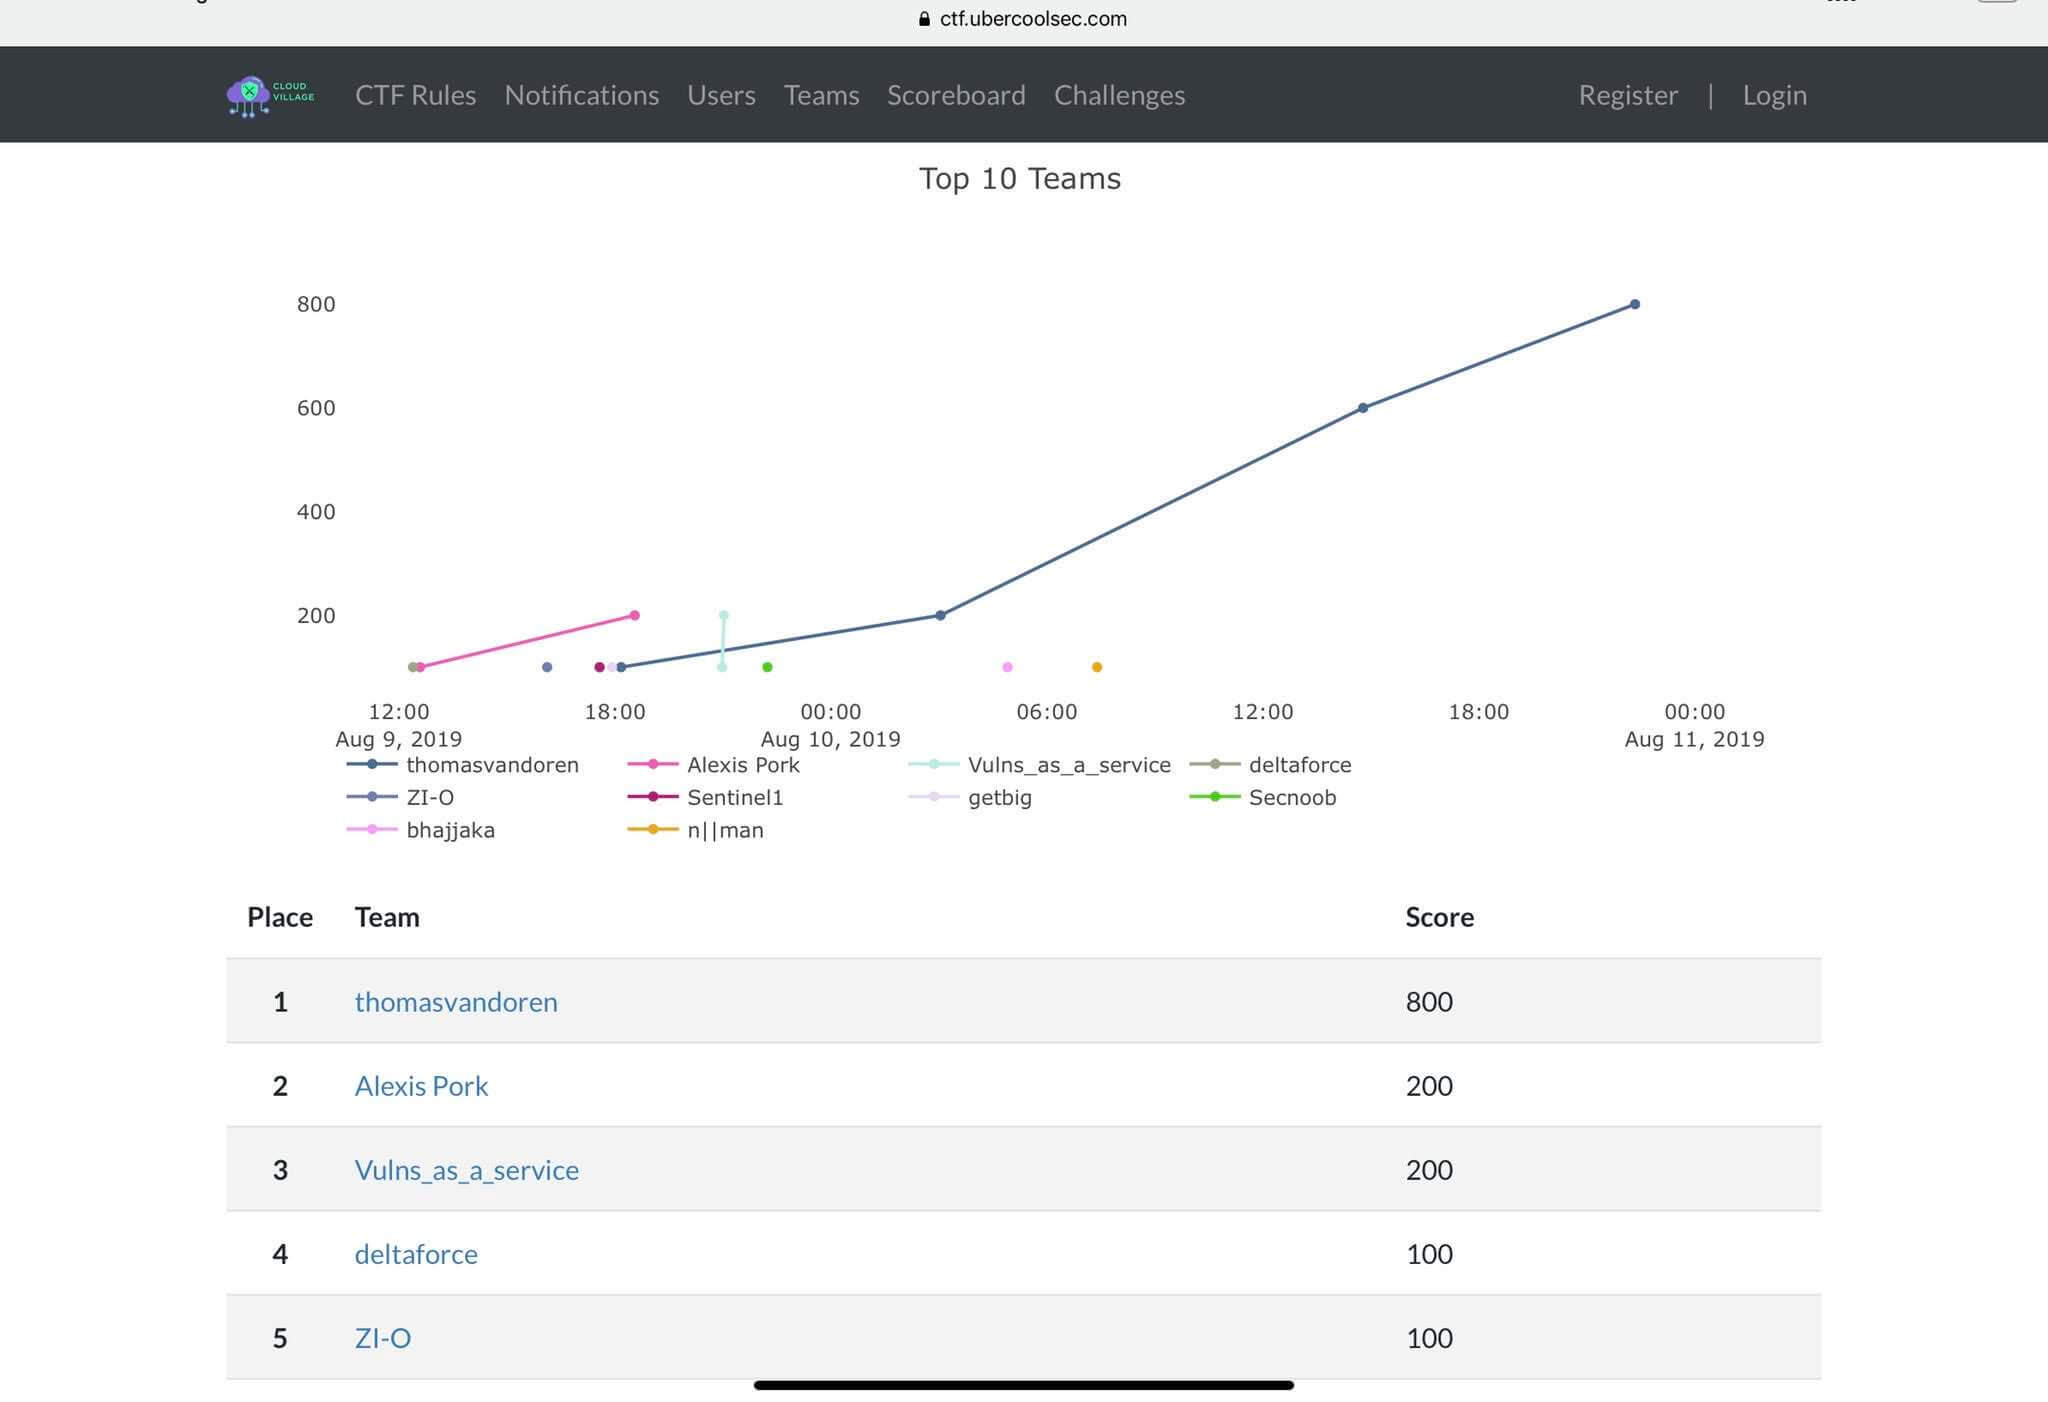 ctf.ubercoolsec.com
CLOUD
VILLAGE
CTF Rules Notifications Users Teams Scoreboard Challenges Register | Login
Top 10 Teams
800
600
400
200
12:00 18:00 00:00 06:00 12:00 18:00 00:00
Aug 9, 2019 Aug 10, 2019 Aug 11, 2019
thomasvandoren Alexis Pork Vulns_as_a_service deltaforce
ZI-O Sentinel1 getbig Secnoob
bhajjaka n||man
Place Team Score
1 thomasvandoren 800
2 Alexis Pork 200
3 Vulns_as_a_service 200
4 deltaforce 100
5 ZI-O 100